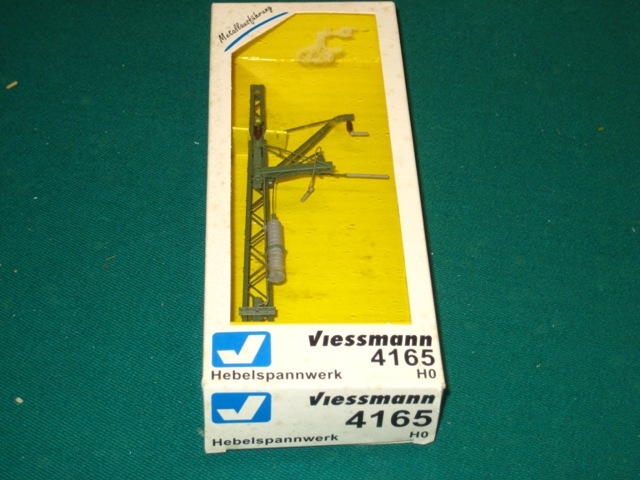 Metallausführung
Viessmann
4165
Hebelspannwerk H0
Viessmann
4165
Hebelspannwerk H0